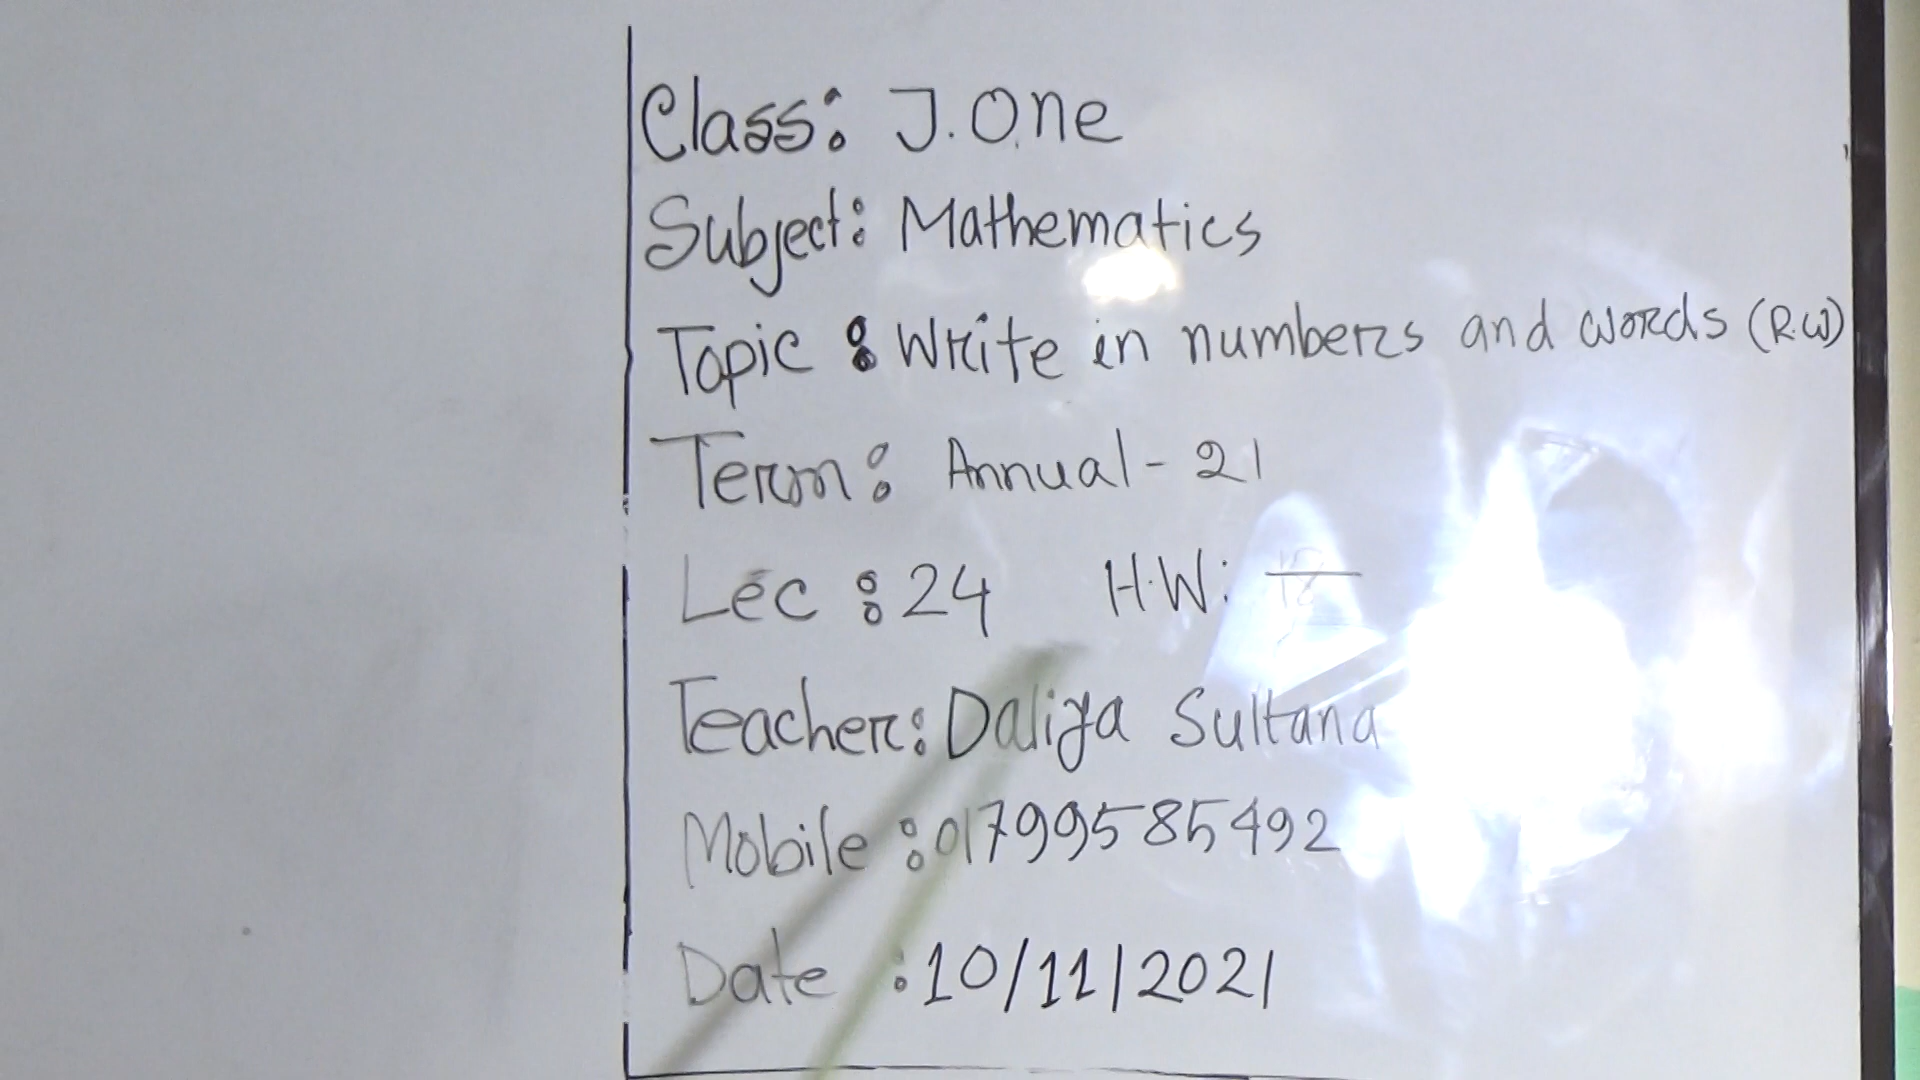 Class: J.One
Subject: Mathematics
Topic : Write in numbers and words (R.W)
Term: Annual - 21
Lec : 24 H.W:
Teacher: Daliya Sultana
Mobile : 01799585492
Date : 10/11/2021